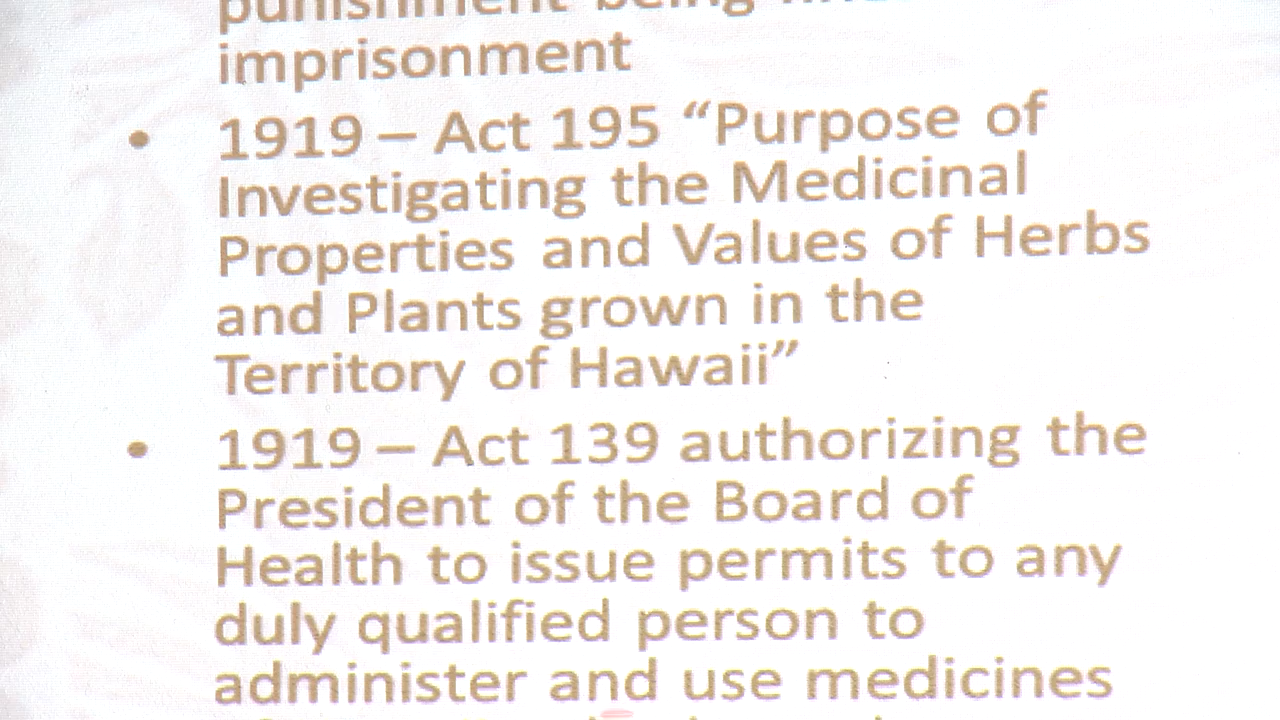 punishment being
imprisonment
• 1919 – Act 195 “Purpose of
Investigating the Medicinal
Properties and Values of Herbs
and Plants grown in the
Territory of Hawaii”
• 1919 – Act 139 authorizing the
President of the Board of
Health to issue permits to any
duly qualified person to
administer and use medicines